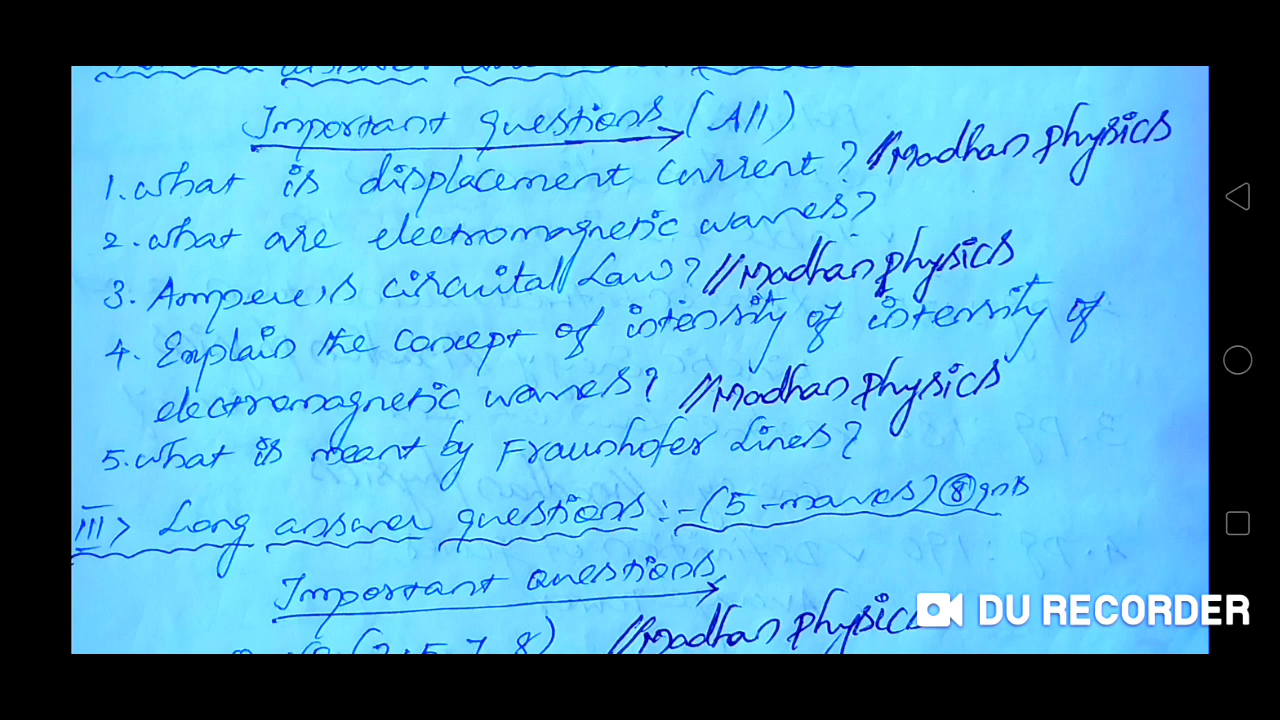 Important questions (All)
1. what is displacement current? //Madhan physics
2. what are electromagnetic waves?
3. Ampere's circuital Law? //Madhan physics
4. Explain the concept of intensity of intensity of
electromagnetic waves? //Madhan physics
5. what is meant by Fraunhofer Lines?
III> Long answer questions:-(5-marks) 8 qns
Important questions
//Madhan physics
DU RECORDER